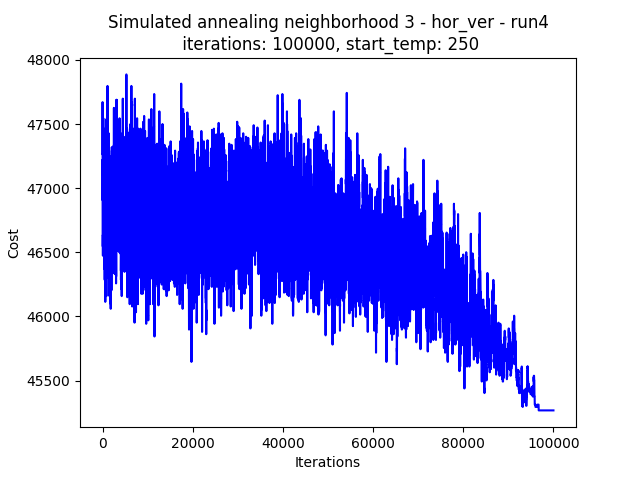 Simulated annealing neighborhood 3 - hor_ver - run4
iterations: 100000, start_temp: 250
48000
47500
47000
46500
46000
45500
Cost
0 20000 40000 60000 80000 100000
Iterations